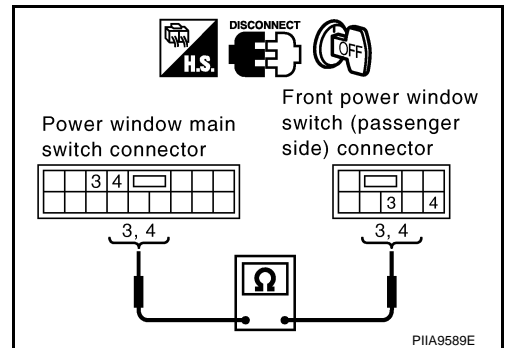 DISCONNECT
H.S.
OFF
Power window main
switch connector
Front power window
switch (passenger
side) connector
3 4
3 4
3, 4
3, 4
Ω
PIIA9589E